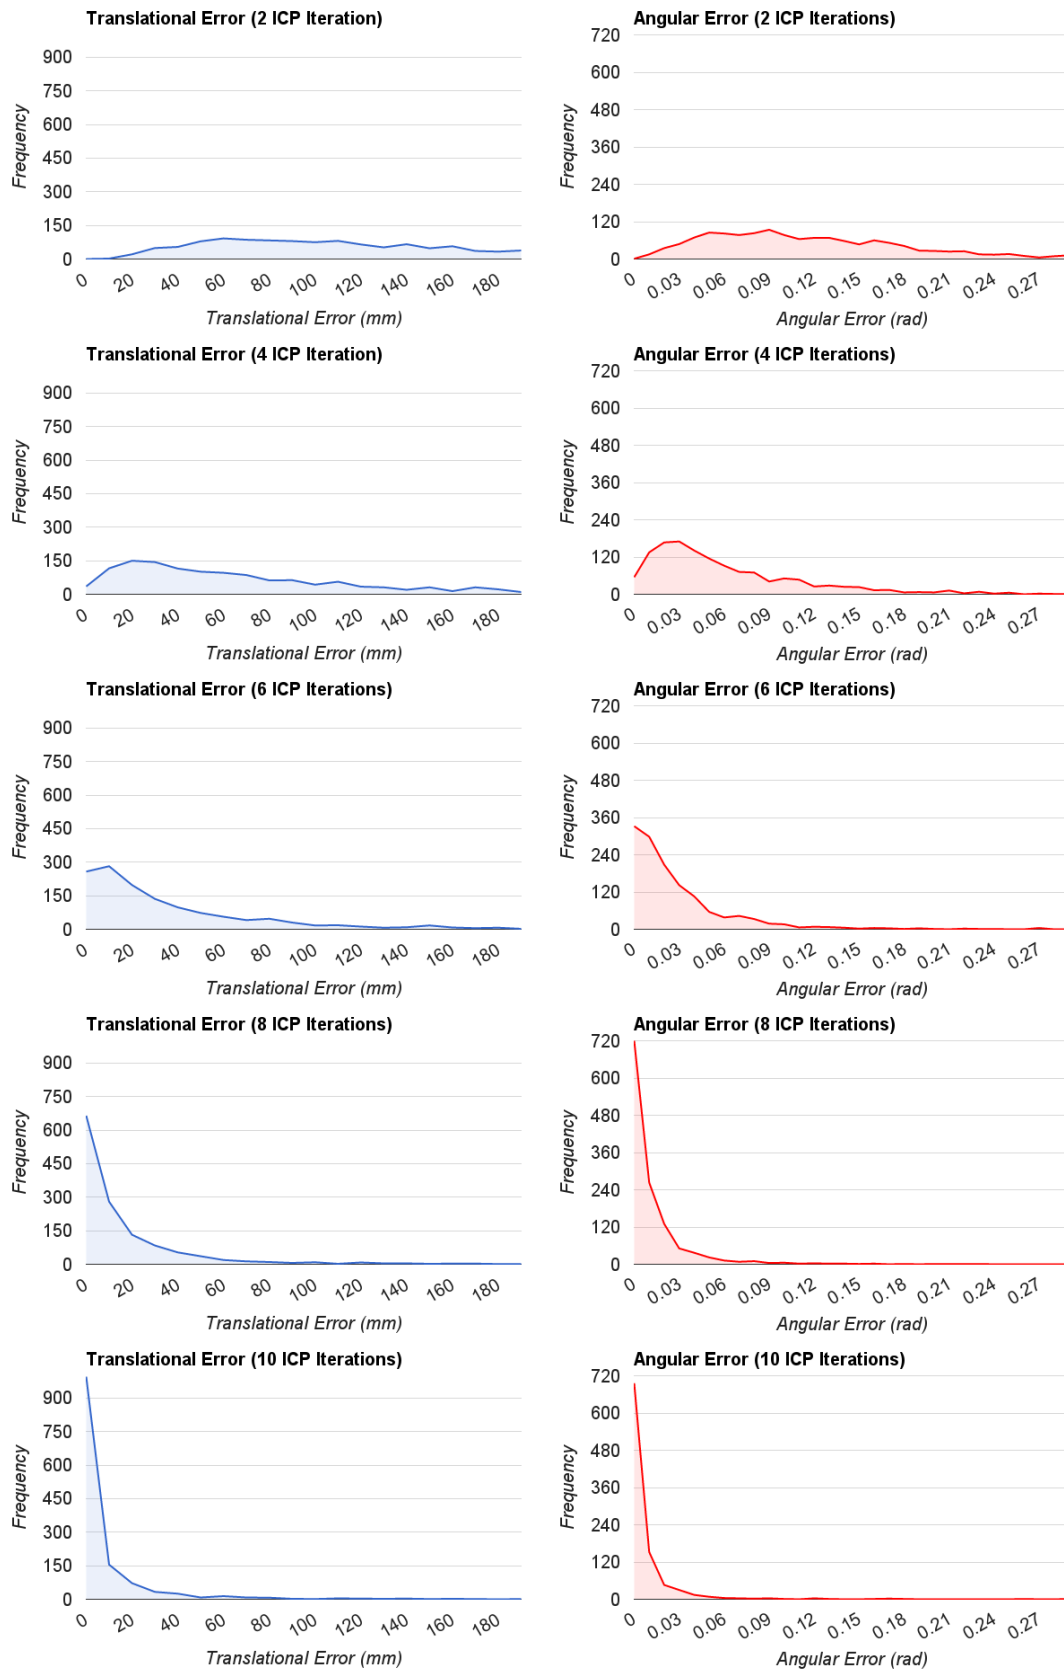 Translational Error (2 ICP Iteration)
900
750
600
450
300
150
0
Frequency
0 20 40 60 80 100 120 140 160 180
Translational Error (mm)
Angular Error (2 ICP Iterations)
720
600
480
360
240
120
0
Frequency
0 0.03 0.06 0.09 0.12 0.15 0.18 0.21 0.24 0.27
Angular Error (rad)
Translational Error (4 ICP Iteration)
900
750
600
450
300
150
0
Frequency
0 20 40 60 80 100 120 140 160 180
Translational Error (mm)
Angular Error (4 ICP Iterations)
720
600
480
360
240
120
0
Frequency
0 0.03 0.06 0.09 0.12 0.15 0.18 0.21 0.24 0.27
Angular Error (rad)
Translational Error (6 ICP Iterations)
900
750
600
450
300
150
0
Frequency
0 20 40 60 80 100 120 140 160 180
Translational Error (mm)
Angular Error (6 ICP Iterations)
720
600
480
360
240
120
0
Frequency
0 0.03 0.06 0.09 0.12 0.15 0.18 0.21 0.24 0.27
Angular Error (rad)
Translational Error (8 ICP Iterations)
900
750
600
450
300
150
0
Frequency
0 20 40 60 80 100 120 140 160 180
Translational Error (mm)
Angular Error (8 ICP Iterations)
720
600
480
360
240
120
0
Frequency
0 0.03 0.06 0.09 0.12 0.15 0.18 0.21 0.24 0.27
Angular Error (rad)
Translational Error (10 ICP Iterations)
900
750
600
450
300
150
0
Frequency
0 20 40 60 80 100 120 140 160 180
Translational Error (mm)
Angular Error (10 ICP Iterations)
720
600
480
360
240
120
0
Frequency
0 0.03 0.06 0.09 0.12 0.15 0.18 0.21 0.24 0.27
Angular Error (rad)